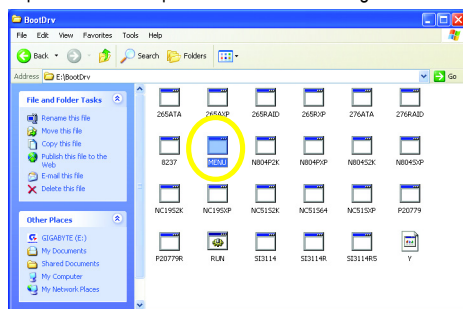 BootDrv
File Edit View Favorites Tools Help
Back Search Folders
Address E:\BootDrv Go
File and Folder Tasks
Rename this file
Move this file
Copy this file
Publish this file to the
Web
E-mail this file
Delete this file
Other Places
GIGABYTE (E:)
My Documents
Shared Documents
My Computer
My Network Places
265ATA 265AXP 265RAID 265RXP 276ATA 276RAID
8237 MENU N804P2K N804PXP N804S2K N804SXP
NC19S2K NC19SXP NC51S2K NC51S64 NC51SXP P20779
P20779R RUN SI3114 SI3114R SI3114R5 Y